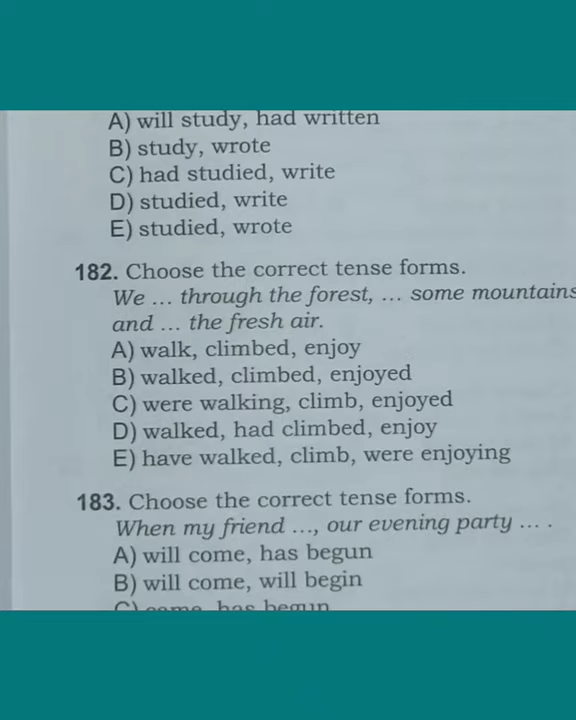 A) will study, had written
B) study, wrote
C) had studied, write
D) studied, write
E) studied, wrote
182. Choose the correct tense forms.
We ... through the forest, ... some mountains
and ... the fresh air.
A) walk, climbed, enjoy
B) walked, climbed, enjoyed
C) were walking, climb, enjoyed
D) walked, had climbed, enjoy
E) have walked, climb, were enjoying
183. Choose the correct tense forms.
When my friend ..., our evening party ... .
A) will come, has begun
B) will come, will begin
C) came, has begun